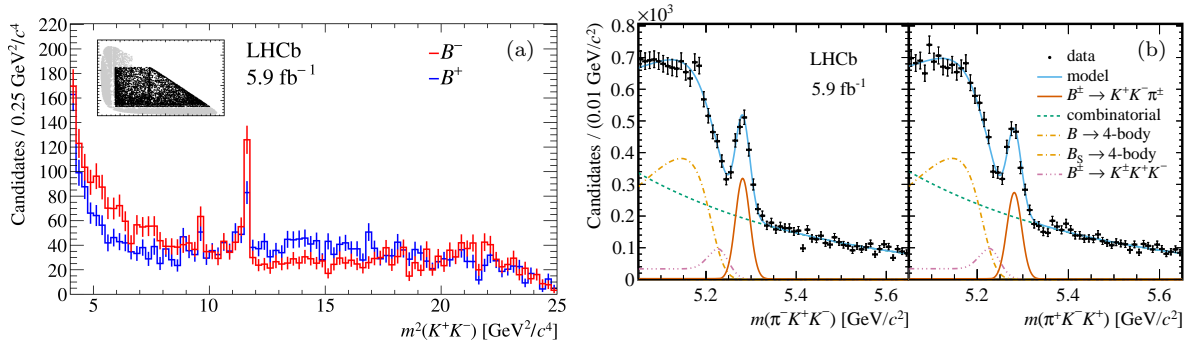 220
200
180
160
140
120
100
80
60
40
20
0
5
10
15
20
25
Candidates / 0.25 GeV²/c⁴
m²(K⁺K⁻) [GeV²/c⁴]
LHCb
5.9 fb⁻¹
B⁻
B⁺
(a)
×10³
0.8
0.7
0.6
0.5
0.4
0.3
0.2
0.1
0
Candidates / (0.01 GeV/c²)
LHCb
5.9 fb⁻¹
5.2
5.4
5.6
m(π⁻K⁺K⁻) [GeV/c²]
(b)
data
model
B± → K⁺K⁻π±
combinatorial
B → 4-body
Bₛ → 4-body
B± → K±K⁺K⁻
5.2
5.4
5.6
m(π⁺K⁻K⁺) [GeV/c²]